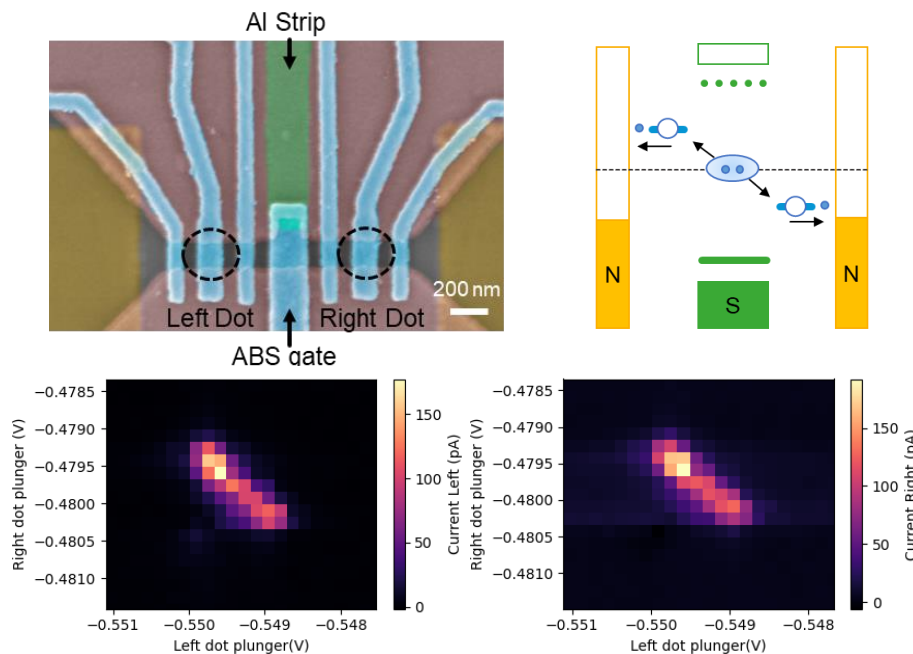 Al Strip
200 nm
Left Dot
Right Dot
ABS gate
N
S
N
−0.4785
−0.4790
−0.4795
−0.4800
−0.4805
−0.4810
Right dot plunger (V)
−0.551
−0.550
−0.549
−0.548
Left dot plunger(V)
150
100
50
0
Current Left (pA)
−0.4785
−0.4790
−0.4795
−0.4800
−0.4805
−0.4810
Right dot plunger (V)
−0.551
−0.550
−0.549
−0.548
Left dot plunger(V)
150
100
50
0
Current Right (pA)